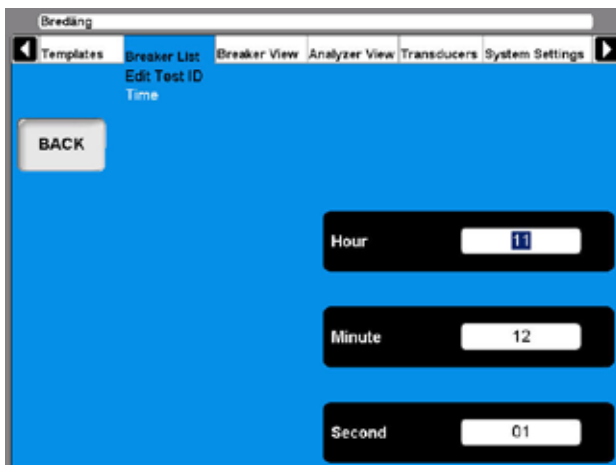 Bredäng
Templates Breaker List Breaker View Analyzer View Transducers System Settings
Edit Test ID
Time
BACK
Hour 11
Minute 12
Second 01